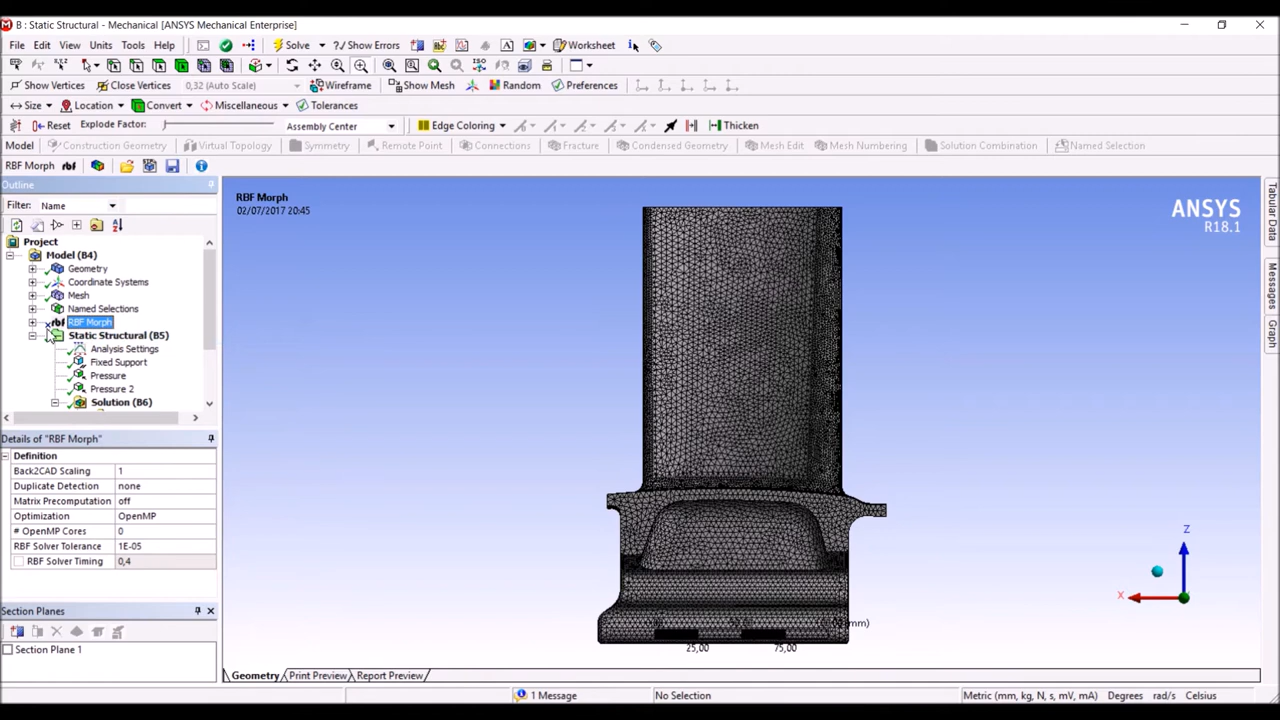 B : Static Structural - Mechanical [ANSYS Mechanical Enterprise]
File Edit View Units Tools Help Solve ?/ Show Errors Worksheet
Show Vertices Close Vertices 0,32 (Auto Scale) Wireframe Show Mesh Random Preferences
Size Location Convert Miscellaneous Tolerances
Reset Explode Factor: Assembly Center Edge Coloring Thicken
Model Construction Geometry Virtual Topology Symmetry Remote Point Connections Fracture Condensed Geometry Mesh Edit Mesh Numbering Solution Combination Named Selection
RBF Morph rbf
Outline
Filter: Name
Project
Model (B4)
Geometry
Coordinate Systems
Mesh
Named Selections
rbf RBF Morph
Static Structural (B5)
Analysis Settings
Fixed Support
Pressure
Pressure 2
Solution (B6)
Details of "RBF Morph"
Definition
Back2CAD Scaling 1
Duplicate Detection none
Matrix Precomputation off
Optimization OpenMP
# OpenMP Cores 0
RBF Solver Tolerance 1E-05
RBF Solver Timing 0,4
Section Planes
Section Plane 1
RBF Morph
02/07/2017 20:45
ANSYS
R18.1
Z
X
mm)
25,00 75,00
Tabular Data
Messages
Graph
Geometry Print Preview Report Preview
1 Message No Selection Metric (mm, kg, N, s, mV, mA) Degrees rad/s Celsius